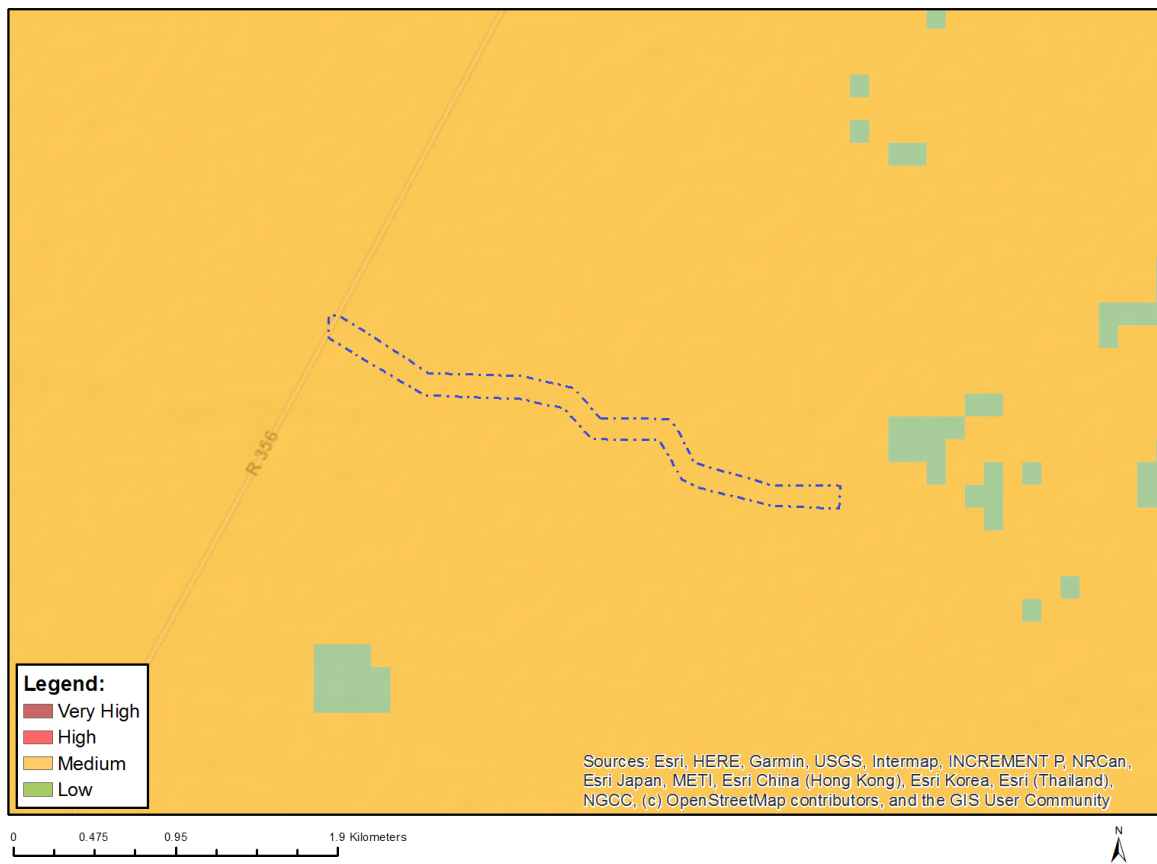 R 356
Legend:
Very High
High
Medium
Low
Sources: Esri, HERE, Garmin, USGS, Intermap, INCREMENT P, NRCan,
Esri Japan, METI, Esri China (Hong Kong), Esri Korea, Esri (Thailand),
NGCC, (c) OpenStreetMap contributors, and the GIS User Community
0 0.475 0.95 1.9 Kilometers
N